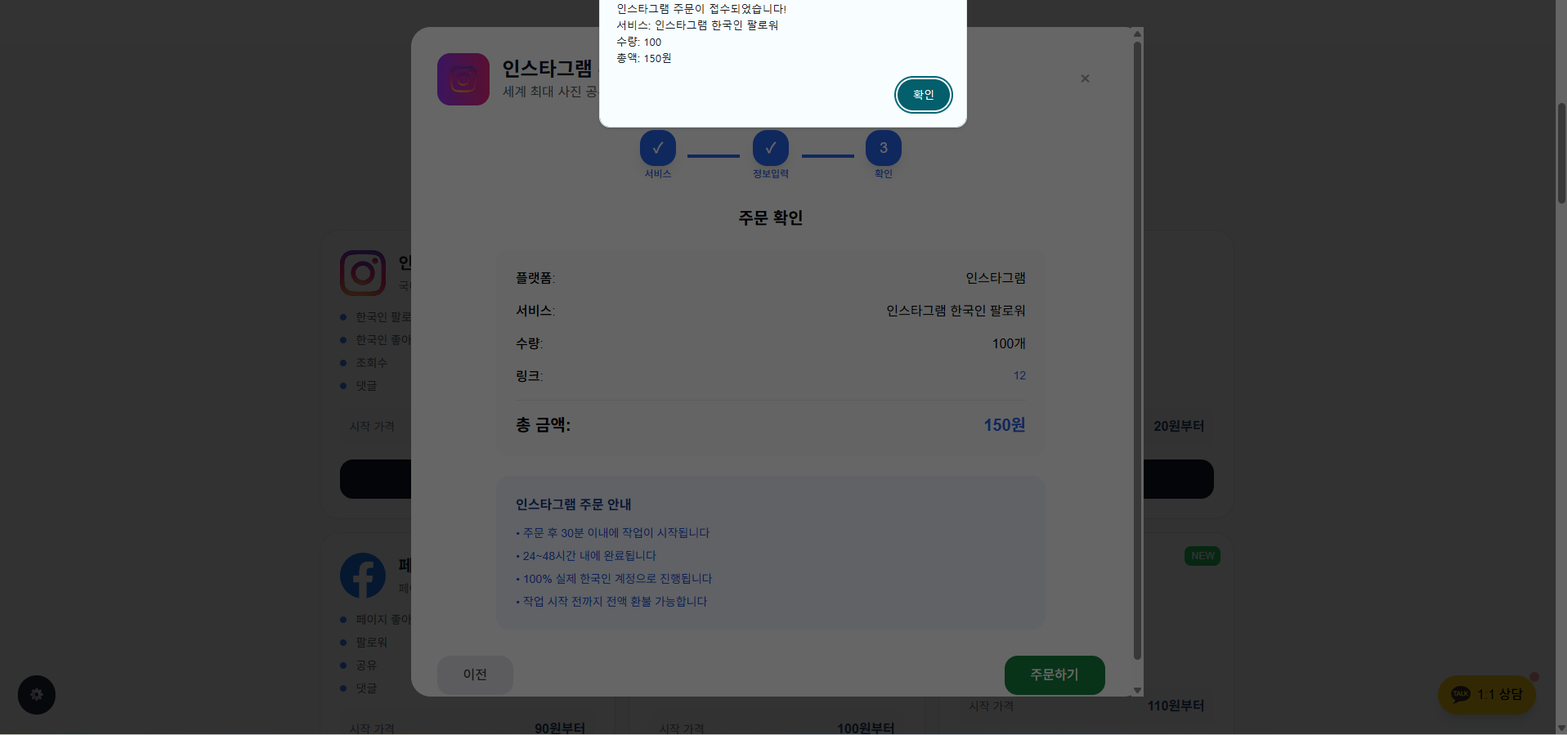 인스타그램 주문이 접수되었습니다!
서비스: 인스타그램 한국인 팔로워
수량: 100
총액: 150원
확인
인스타그램
세계 최대 사진 공
×
✓
✓
3
서비스
정보입력
확인
주문 확인
플랫폼:
인스타그램
서비스:
인스타그램 한국인 팔로워
수량:
100개
링크:
12
총 금액:
150원
인스타그램 주문 안내
• 주문 후 30분 이내에 작업이 시작됩니다
• 24~48시간 내에 완료됩니다
• 100% 실제 한국인 계정으로 진행됩니다
• 작업 시작 전까지 전액 환불 가능합니다
이전
주문하기
한국인 팔로
한국인 좋아
조회수
댓글
시작 가격
20원부터
NEW
페이지 좋아
팔로워
공유
댓글
시작 가격
90원부터
시작 가격
100원부터
시작 가격
110원부터
TALK
1:1 상담